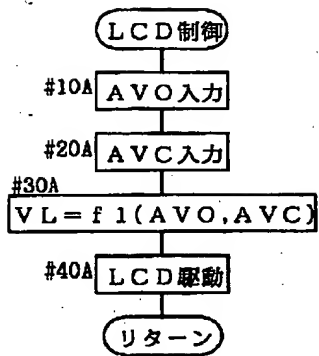 LCD制御
#10A AVO入力
#20A AVC入力
#30A
VL=f1(AVO,AVC)
#40A LCD駆動
リターン